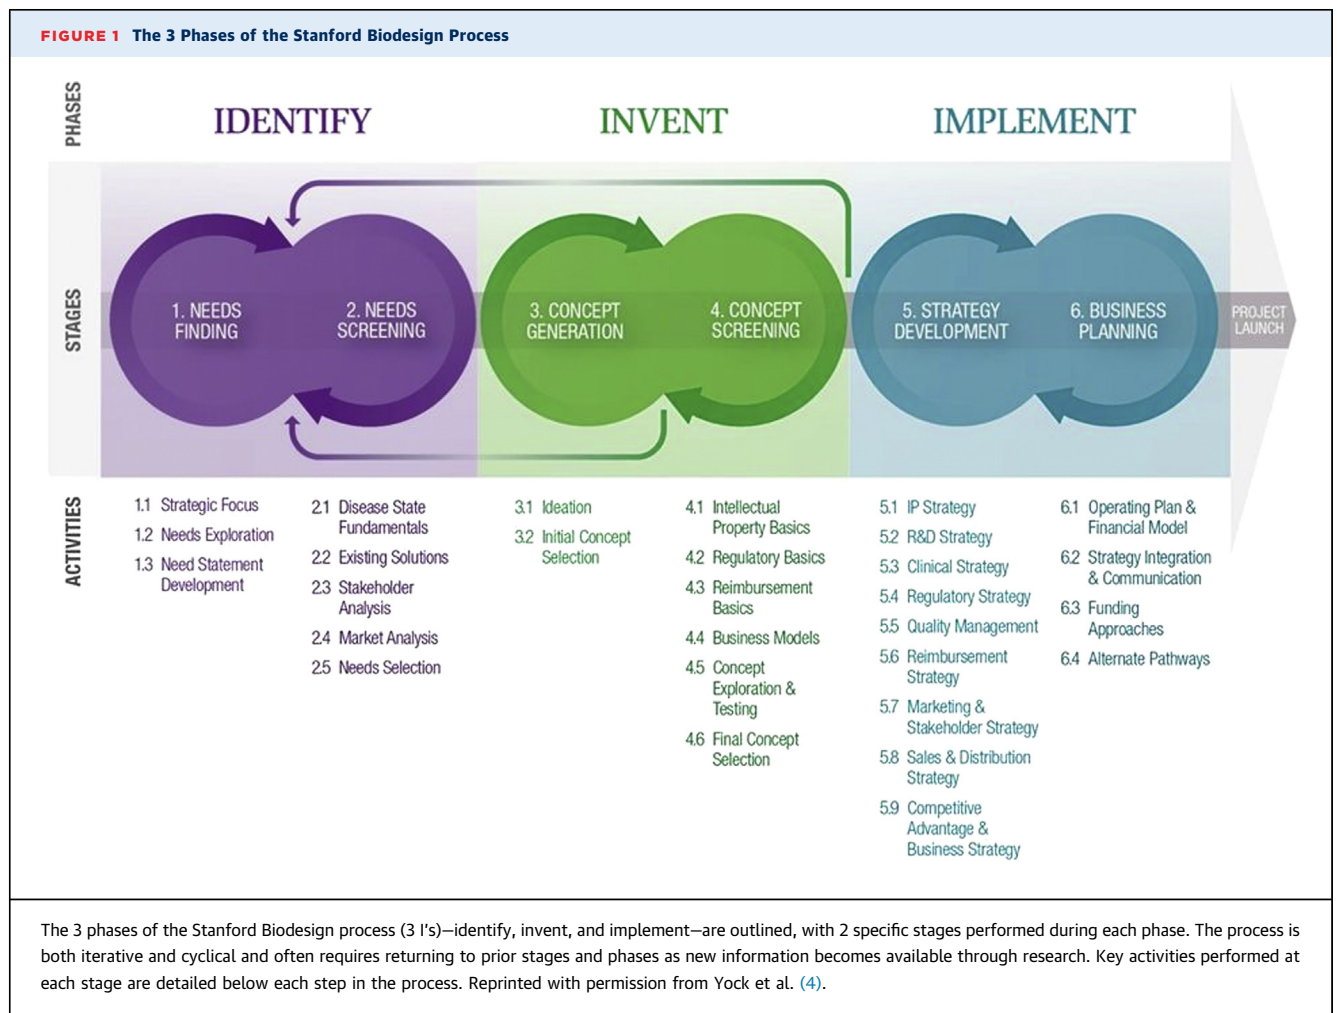 FIGURE 1 The 3 Phases of the Stanford Biodesign Process
PHASES
IDENTIFY
INVENT
IMPLEMENT
STAGES
1. NEEDS
FINDING
2. NEEDS
SCREENING
3. CONCEPT
GENERATION
4. CONCEPT
SCREENING
5. STRATEGY
DEVELOPMENT
6. BUSINESS
PLANNING
PROJECT
LAUNCH
ACTIVITIES
1.1 Strategic Focus
1.2 Needs Exploration
1.3 Need Statement
Development
2.1 Disease State
Fundamentals
2.2 Existing Solutions
2.3 Stakeholder
Analysis
2.4 Market Analysis
2.5 Needs Selection
3.1 Ideation
3.2 Initial Concept
Selection
4.1 Intellectual
Property Basics
4.2 Regulatory Basics
4.3 Reimbursement
Basics
4.4 Business Models
4.5 Concept
Exploration &
Testing
4.6 Final Concept
Selection
5.1 IP Strategy
5.2 R&D Strategy
5.3 Clinical Strategy
5.4 Regulatory Strategy
5.5 Quality Management
5.6 Reimbursement
Strategy
5.7 Marketing &
Stakeholder Strategy
5.8 Sales & Distribution
Strategy
5.9 Competitive
Advantage &
Business Strategy
6.1 Operating Plan &
Financial Model
6.2 Strategy Integration
& Communication
6.3 Funding
Approaches
6.4 Alternate Pathways
The 3 phases of the Stanford Biodesign process (3 I's)—identify, invent, and implement—are outlined, with 2 specific stages performed during each phase. The process is
both iterative and cyclical and often requires returning to prior stages and phases as new information becomes available through research. Key activities performed at
each stage are detailed below each step in the process. Reprinted with permission from Yock et al. (4).